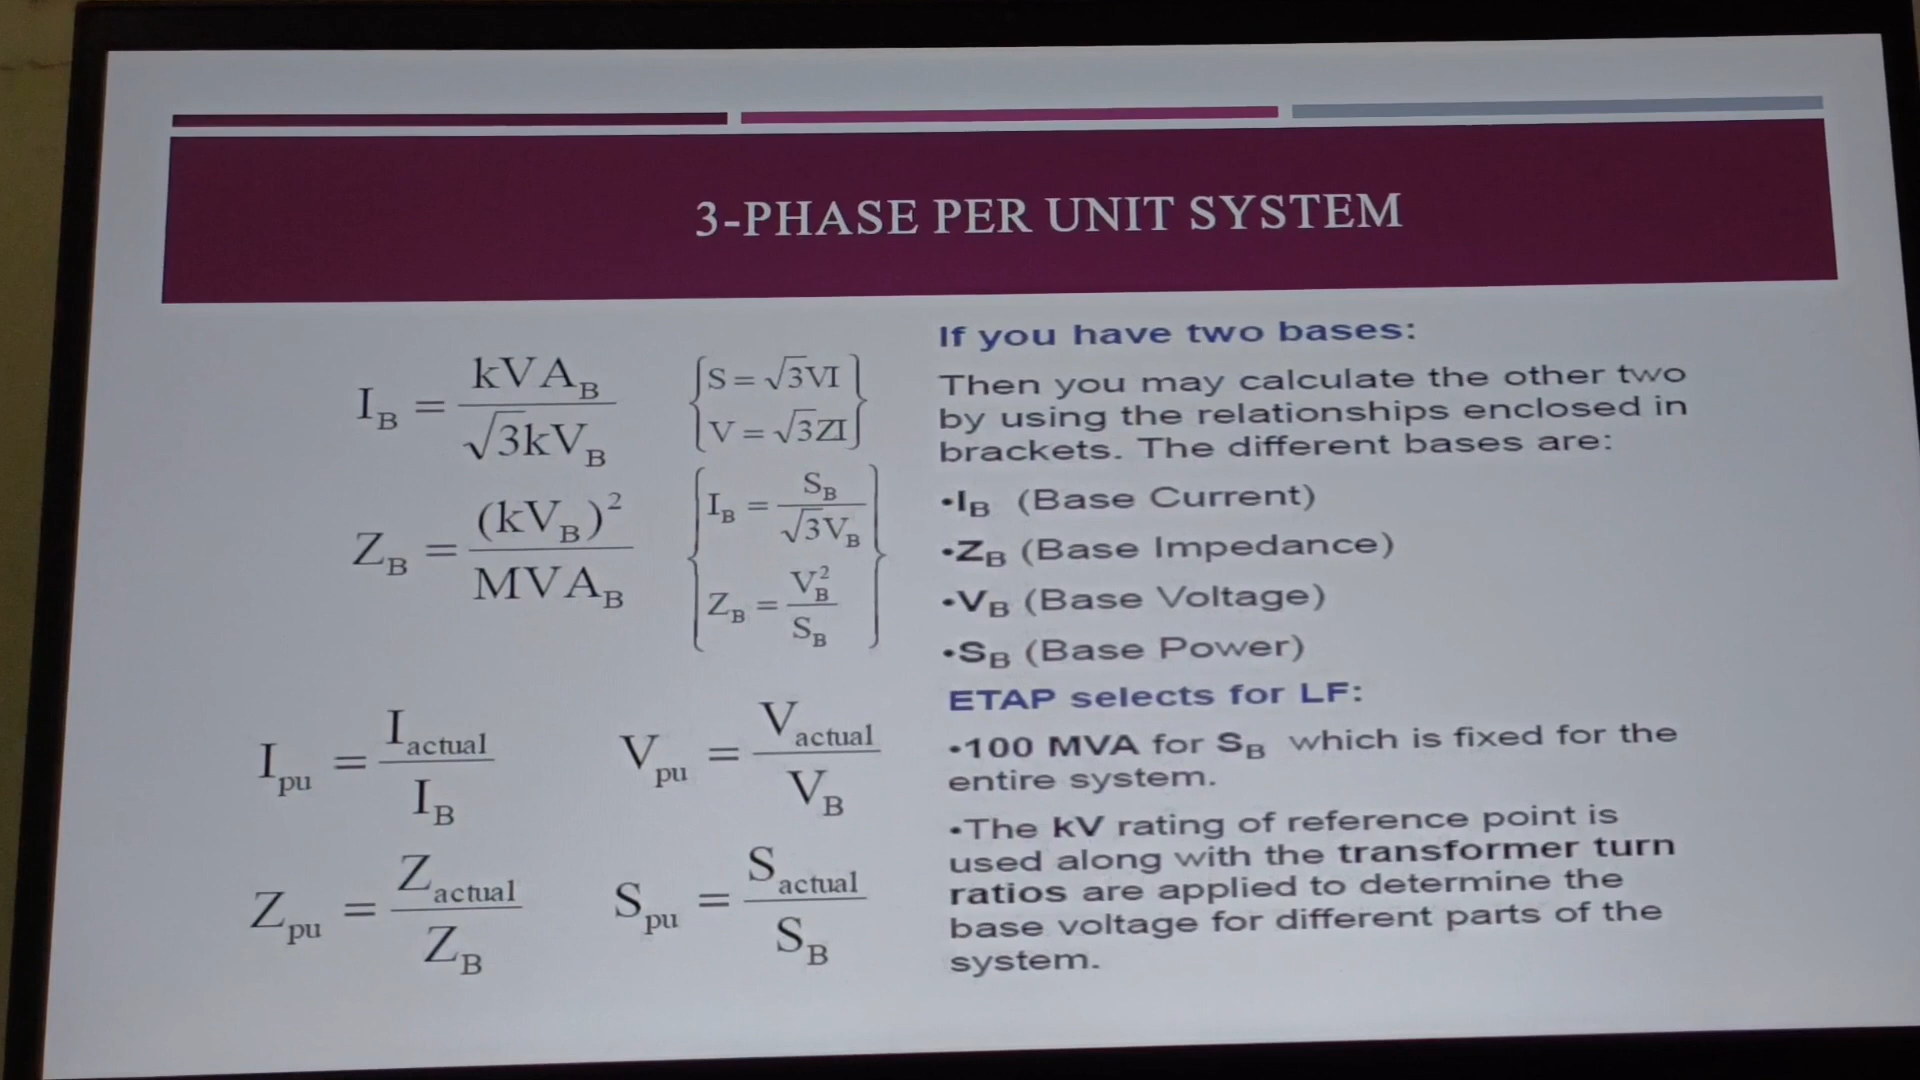 3-PHASE PER UNIT SYSTEM
I_B = kVA_B / √3kV_B
{S = √3VI
V = √3ZI}
Z_B = (kV_B)² / MVA_B
{I_B = S_B / √3V_B
Z_B = V_B² / S_B}
I_pu = I_actual / I_B
V_pu = V_actual / V_B
Z_pu = Z_actual / Z_B
S_pu = S_actual / S_B
If you have two bases:
Then you may calculate the other two
by using the relationships enclosed in
brackets. The different bases are:
•I_B (Base Current)
•Z_B (Base Impedance)
•V_B (Base Voltage)
•S_B (Base Power)
ETAP selects for LF:
•100 MVA for S_B which is fixed for the
entire system.
•The kV rating of reference point is
used along with the transformer turn
ratios are applied to determine the
base voltage for different parts of the
system.